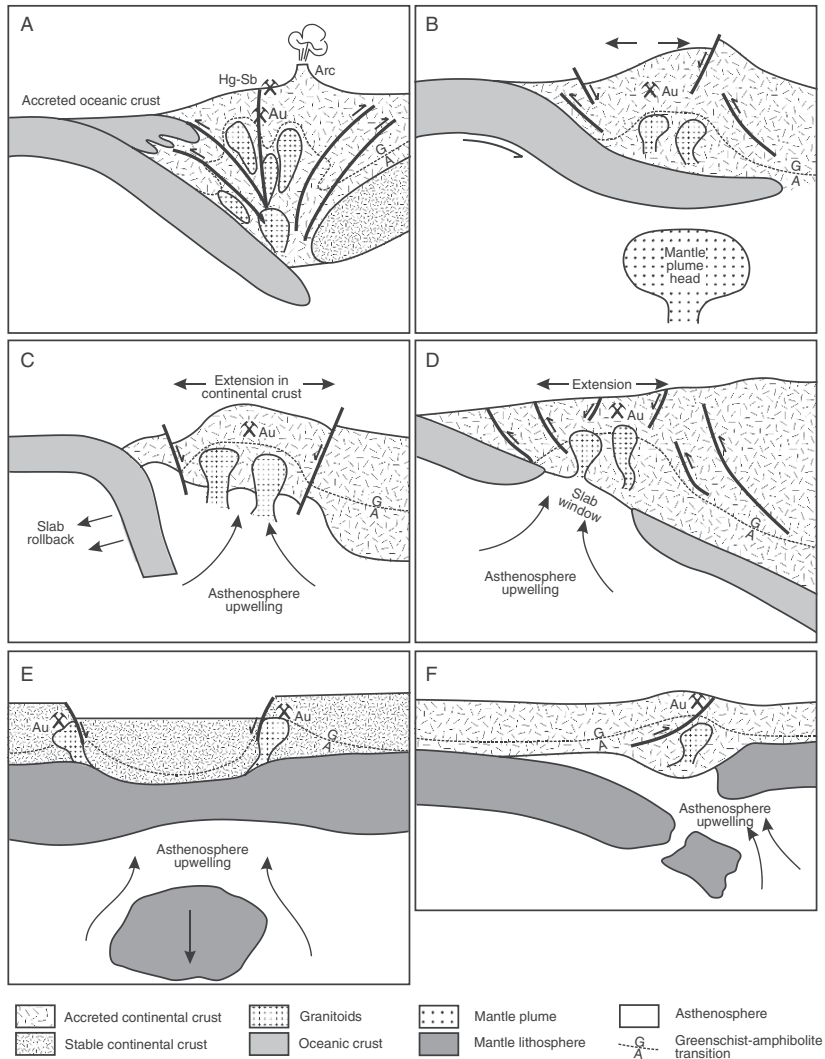 A
Hg-Sb
Arc
Accreted oceanic crust
Au
G
A
B
Au
G
A
Mantle
plume
head
C
Extension in
continental crust
Au
G
A
Slab
rollback
Asthenosphere
upwelling
D
Extension
Au
Slab
window
G
A
Asthenosphere
upwelling
E
Au
Au
G
A
Asthenosphere
upwelling
F
Au
G
A
Asthenosphere
upwelling
Accreted continental crust
Granitoids
Mantle plume
Asthenosphere
Stable continental crust
Oceanic crust
Mantle lithosphere
G
A
Greenschist-amphibolite
transition